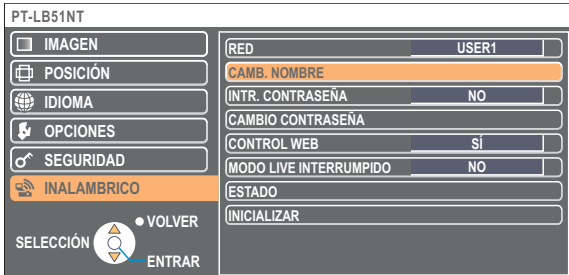 PT-LB51NT
IMAGEN
POSICIÓN
IDIOMA
OPCIONES
SEGURIDAD
INALAMBRICO
VOLVER
SELECCIÓN
ENTRAR
RED USER1
CAMB. NOMBRE
INTR. CONTRASEÑA NO
CAMBIO CONTRASEÑA
CONTROL WEB SÍ
MODO LIVE INTERRUMPIDO NO
ESTADO
INICIALIZAR